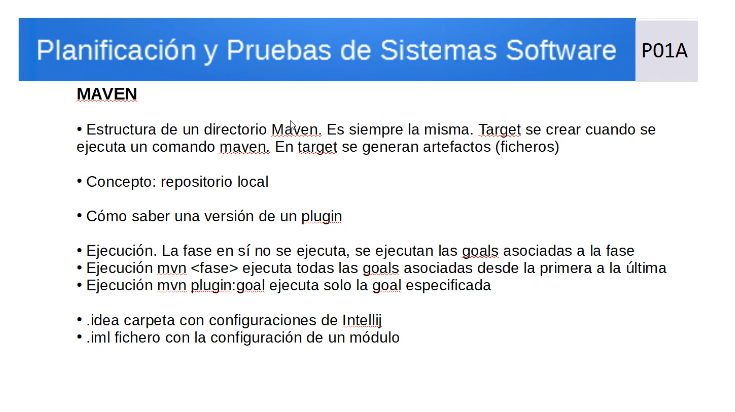 Planificación y Pruebas de Sistemas Software
P01A
MAVEN
• Estructura de un directorio Maven. Es siempre la misma. Target se crear cuando se
ejecuta un comando maven. En target se generan artefactos (ficheros)
• Concepto: repositorio local
• Cómo saber una versión de un plugin
• Ejecución. La fase en sí no se ejecuta, se ejecutan las goals asociadas a la fase
• Ejecución mvn <fase> ejecuta todas las goals asociadas desde la primera a la última
• Ejecución mvn plugin:goal ejecuta solo la goal especificada
• .idea carpeta con configuraciones de Intellij
• .iml fichero con la configuración de un módulo